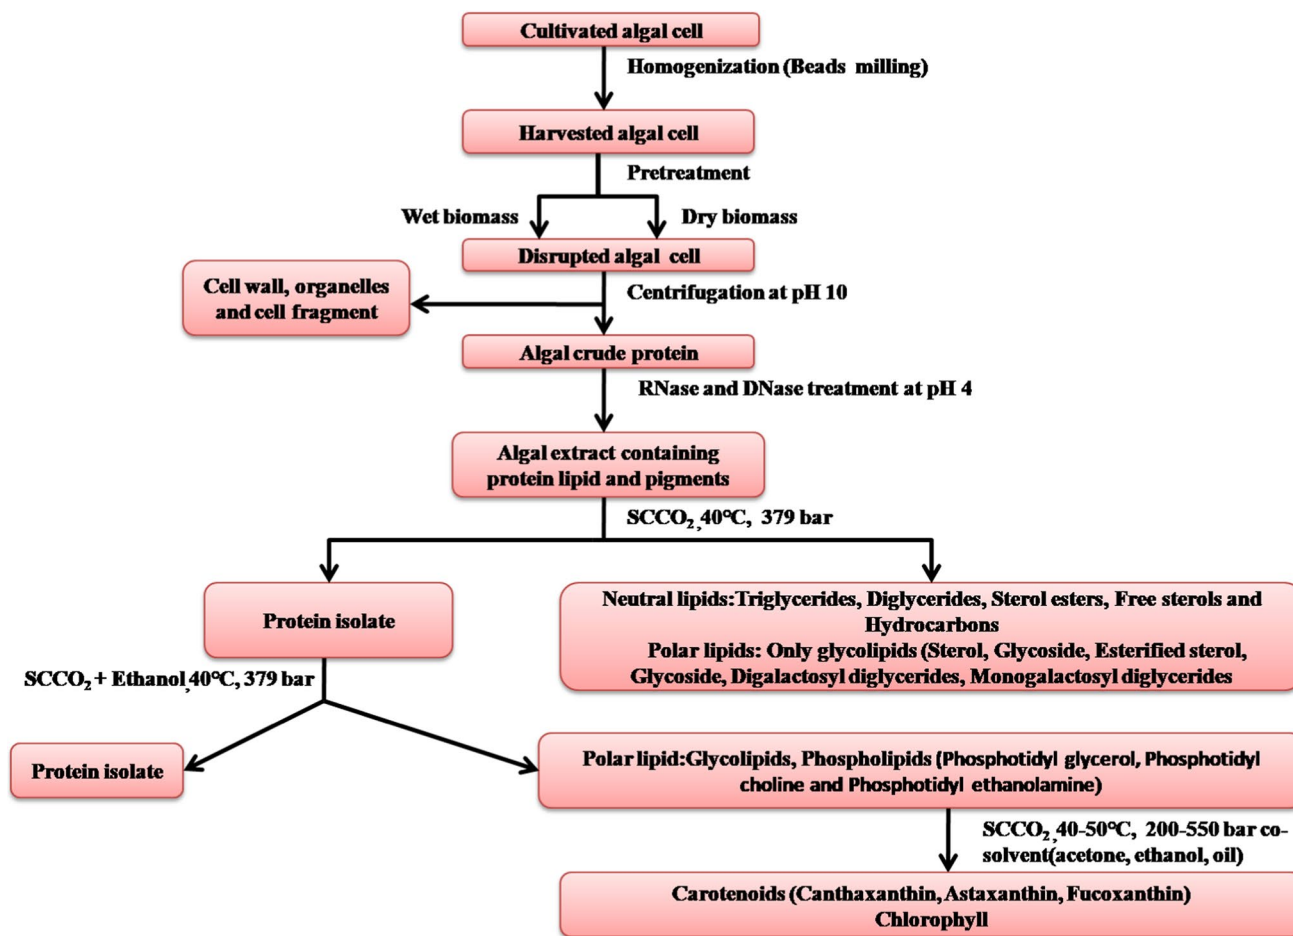 Cultivated algal cell
Homogenization (Beads milling)
Harvested algal cell
Pretreatment
Wet biomass
Dry biomass
Disrupted algal cell
Cell wall, organelles
and cell fragment
Centrifugation at pH 10
Algal crude protein
RNase and DNase treatment at pH 4
Algal extract containing
protein lipid and pigments
SCCO₂,40°C, 379 bar
Protein isolate
Neutral lipids:Triglycerides, Diglycerides, Sterol esters, Free sterols and
Hydrocarbons
Polar lipids: Only glycolipids (Sterol, Glycoside, Esterified sterol,
Glycoside, Digalactosyl diglycerides, Monogalactosyl diglycerides
SCCO₂ + Ethanol,40°C, 379 bar
Protein isolate
Polar lipid:Glycolipids, Phospholipids (Phosphotidyl glycerol, Phosphotidyl
choline and Phosphotidyl ethanolamine)
SCCO₂,40-50°C, 200-550 bar co-
solvent(acetone, ethanol, oil)
Carotenoids (Canthaxanthin, Astaxanthin, Fucoxanthin)
Chlorophyll